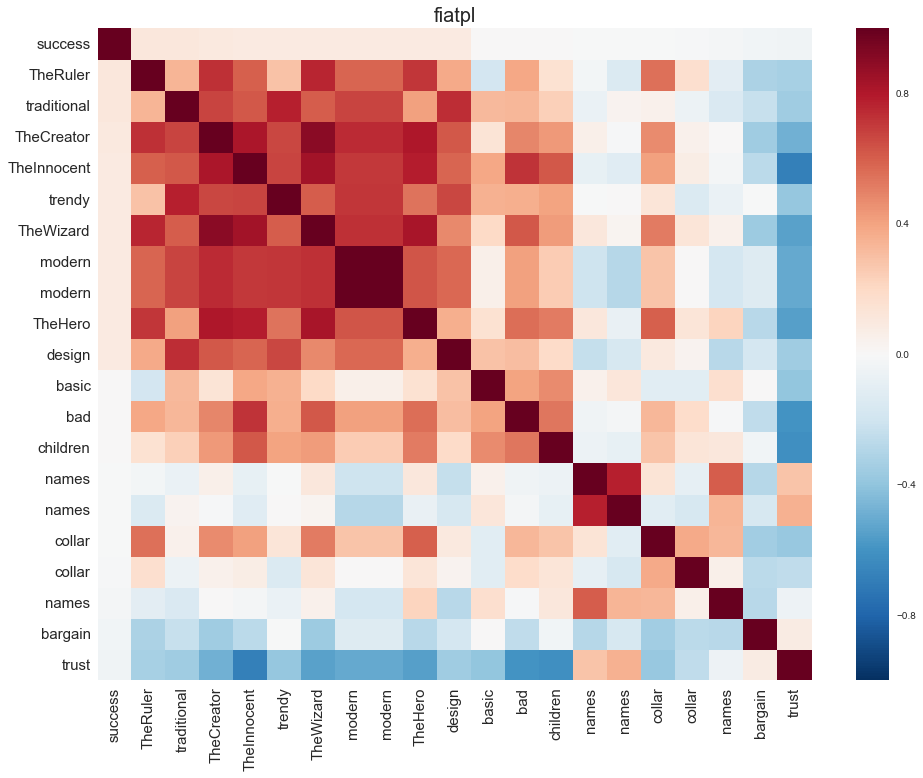 fiatpl
success
TheRuler
traditional
TheCreator
TheInnocent
trendy
TheWizard
modern
modern
TheHero
design
basic
bad
children
names
names
collar
collar
names
bargain
trust
success
TheRuler
traditional
TheCreator
TheInnocent
trendy
TheWizard
modern
modern
TheHero
design
basic
bad
children
names
names
collar
collar
names
bargain
trust
0.8
0.4
0.0
−0.4
−0.8